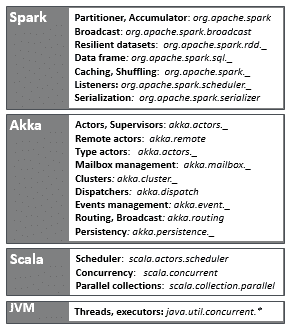 Spark
Partitioner, Accumulator: org.apache.spark
Broadcast: org.apache.spark.broadcast
Resilient datasets: org.apache.spark.rdd._
Data frame: org.apache.spark.sql._
Caching, Shuffling: org.apache.spark._
Listeners: org.apache.spark.scheduler._
Serialization: org.apache.spark.serializer
Akka
Actors, Supervisors: akka.actors._
Remote actors: akka.remote
Type actors: akka.actors._
Mailbox management: akka.mailbox._
Clusters: akka.cluster._
Dispatchers: akka.dispatch
Events management: akka.event._
Routing, Broadcast: akka.routing
Persistency: akka.persistence._
Scala
Scheduler: scala.actors.scheduler
Concurrency: scala.concurrent
Parallel collections: scala.collection.parallel
JVM
Threads, executors: java.util.concurrent.*